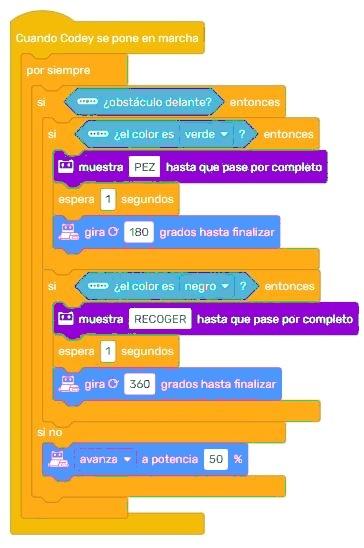 Cuando Codey se pone en marcha
por siempre
si ¿obstáculo delante? entonces
si ¿el color es verde ? entonces
muestra PEZ hasta que pase por completo
espera 1 segundos
gira 180 grados hasta finalizar
si ¿el color es negro ? entonces
muestra RECOGER hasta que pase por completo
espera 1 segundos
gira 360 grados hasta finalizar
si no
avanza a potencia 50 %